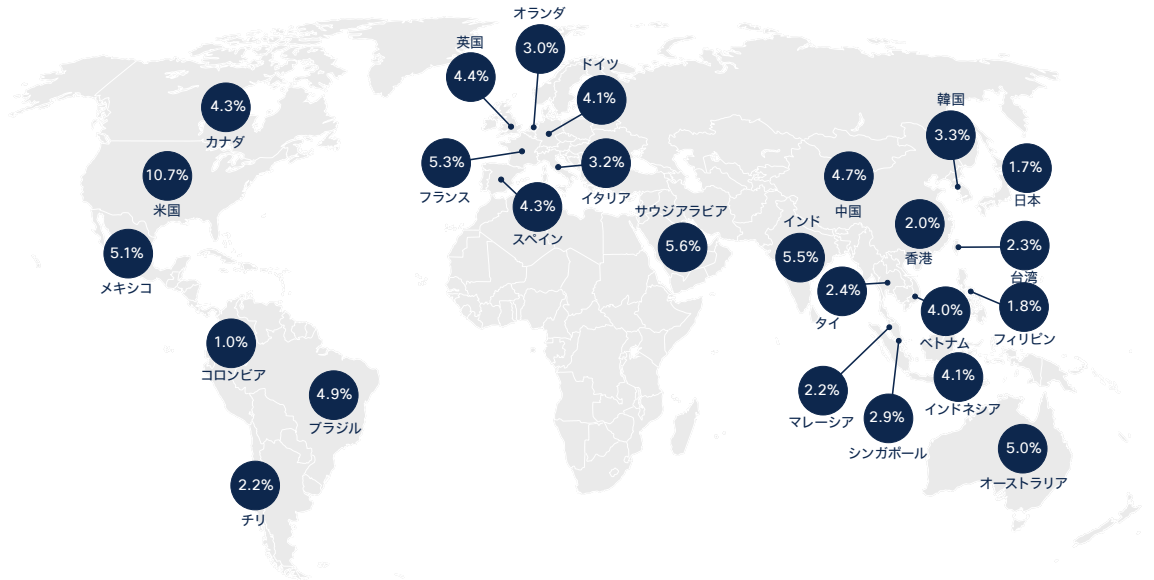 オランダ
3.0%
英国
4.4%
ドイツ
4.1%
カナダ
4.3%
米国
10.7%
メキシコ
5.1%
フランス
5.3%
イタリア
3.2%
スペイン
4.3%
サウジアラビア
5.6%
韓国
3.3%
日本
1.7%
中国
4.7%
香港
2.0%
インド
5.5%
台湾
2.3%
タイ
2.4%
ベトナム
4.0%
フィリピン
1.8%
コロンビア
1.0%
ブラジル
4.9%
チリ
2.2%
マレーシア
2.2%
シンガポール
2.9%
インドネシア
4.1%
オーストラリア
5.0%